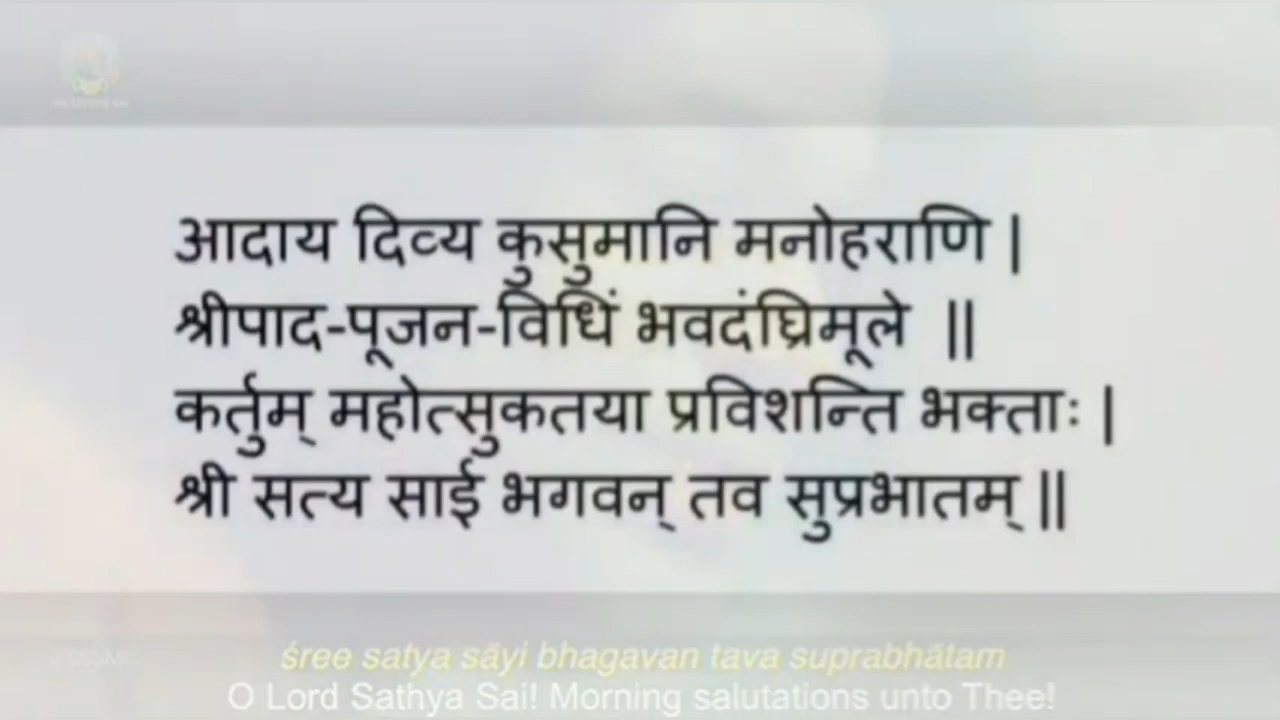 आदाय दिव्य कुसुमानि मनोहराणि |
श्रीपाद-पूजन-विधिं भवदंघ्रिमूले ||
कर्तुम् महोत्सुकतया प्रविशन्ति भक्ताः |
श्री सत्य साई भगवन् तव सुप्रभातम् ||
śree satya sāyi bhagavan tava suprabhātam
O Lord Sathya Sai! Morning salutations unto Thee!